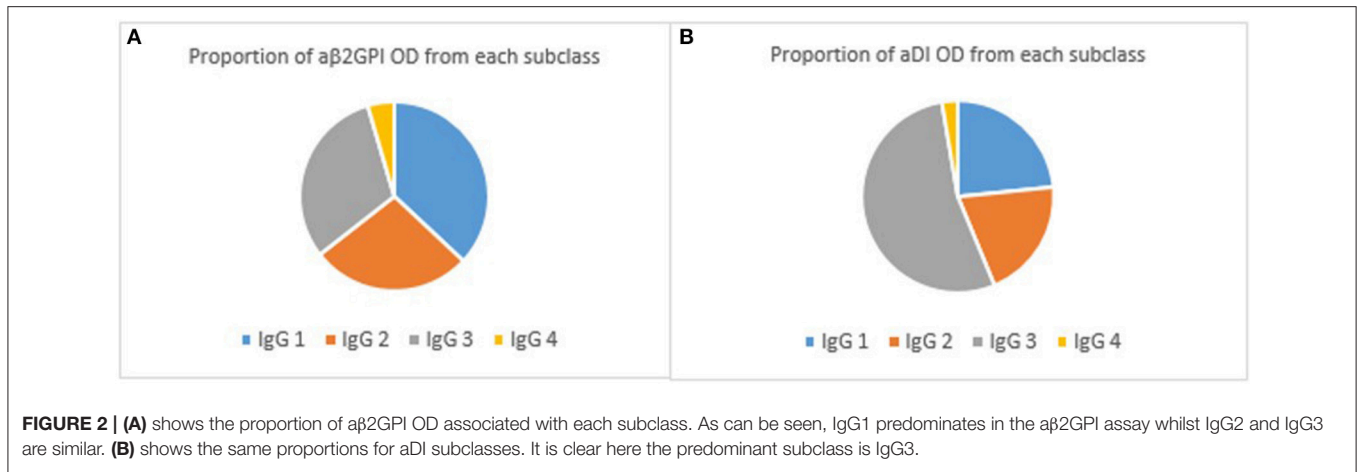 A
Proportion of aβ2GPI OD from each subclass
IgG 1 IgG 2 IgG 3 IgG 4
B
Proportion of aDI OD from each subclass
IgG 1 IgG 2 IgG 3 IgG 4
FIGURE 2 | (A) shows the proportion of aβ2GPI OD associated with each subclass. As can be seen, IgG1 predominates in the aβ2GPI assay whilst IgG2 and IgG3
are similar. (B) shows the same proportions for aDI subclasses. It is clear here the predominant subclass is IgG3.